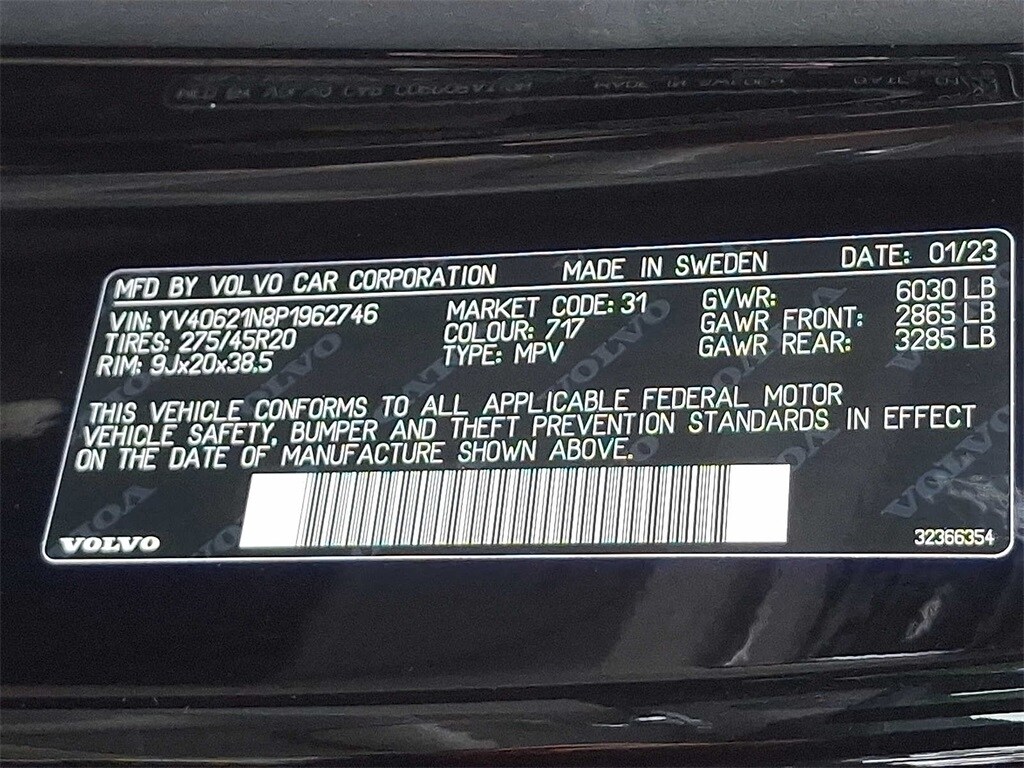 MFD BY VOLVO CAR CORPORATION MADE IN SWEDEN DATE: 01/23
VIN: YV40621N8P1962746 MARKET CODE: 31 GVWR: 6030 LB
TIRES: 275/45R20 COLOUR: 717 GAWR FRONT: 2865 LB
RIM: 9Jx20x38.5 TYPE: MPV GAWR REAR: 3285 LB
THIS VEHICLE CONFORMS TO ALL APPLICABLE FEDERAL MOTOR
VEHICLE SAFETY, BUMPER AND THEFT PREVENTION STANDARDS IN EFFECT
ON THE DATE OF MANUFACTURE SHOWN ABOVE.
VOLVO 32366354